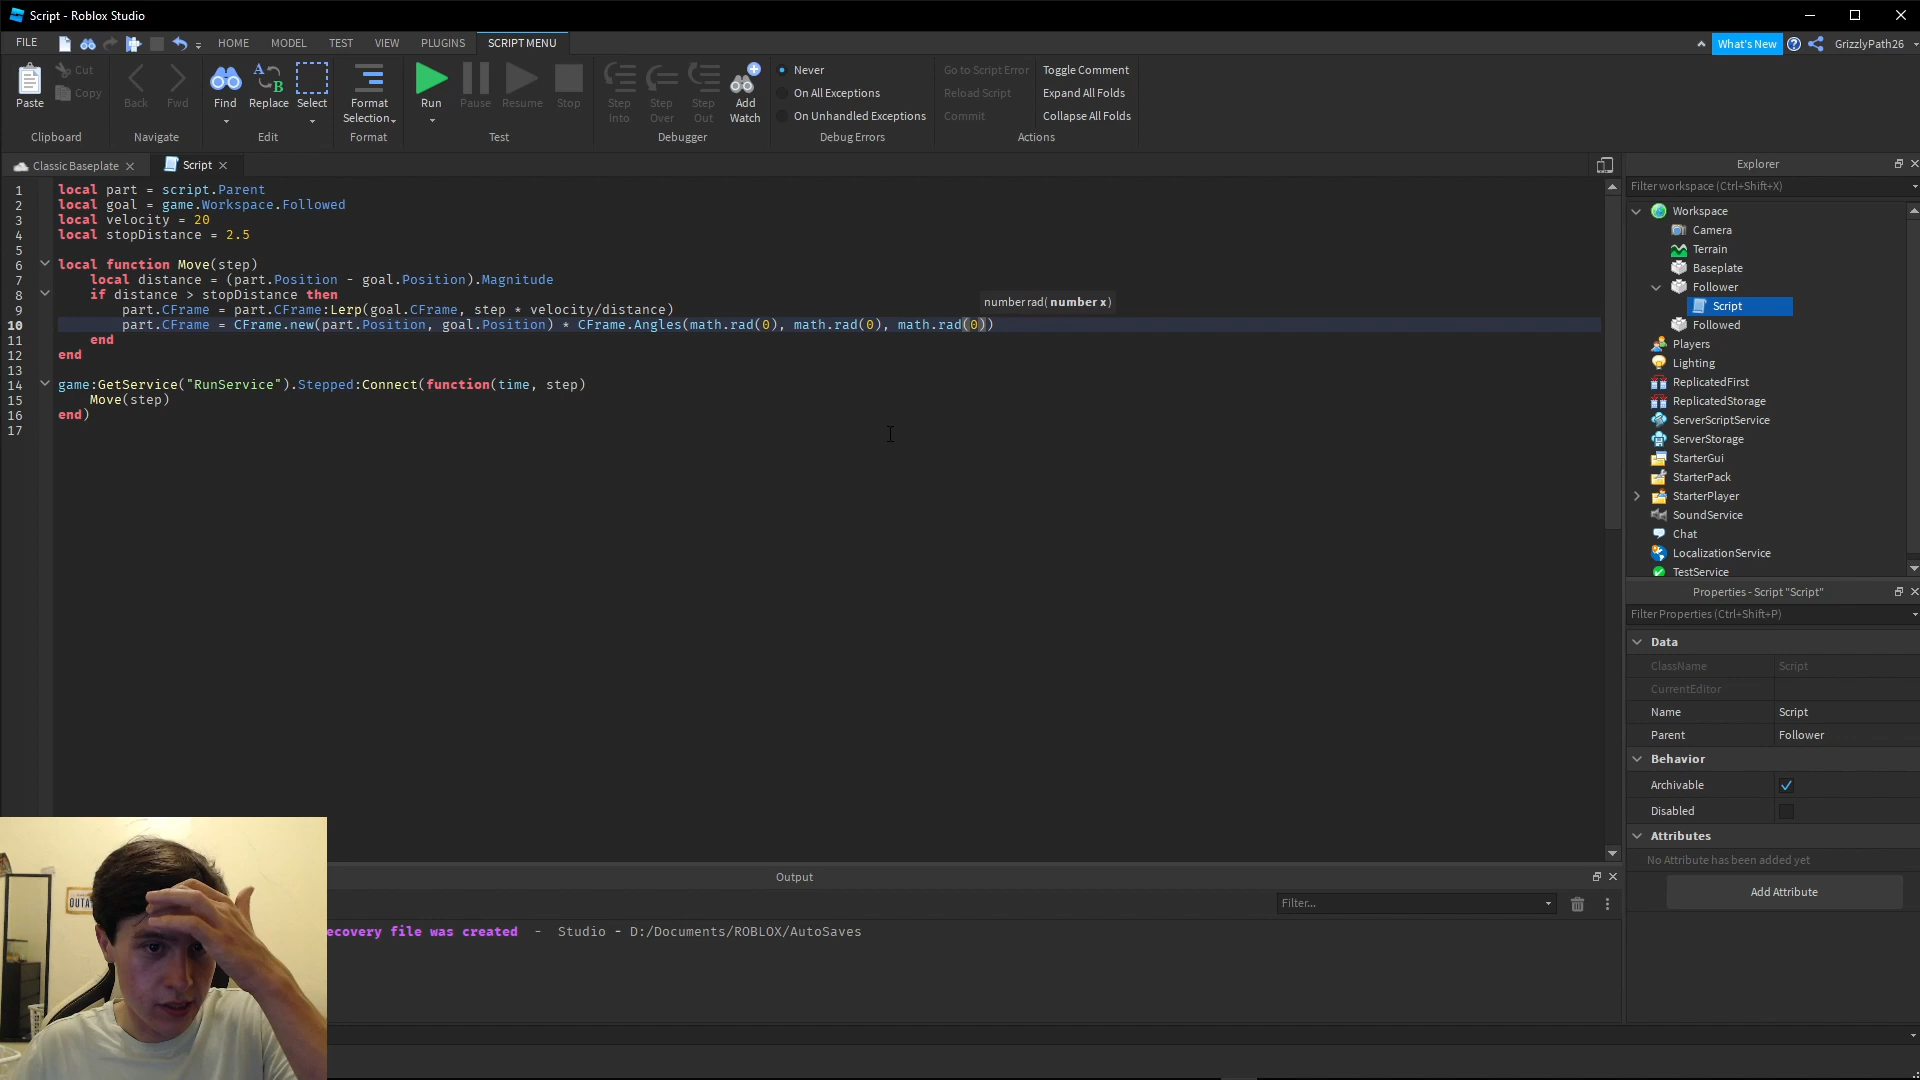 Script - Roblox Studio
FILE HOME MODEL TEST VIEW PLUGINS SCRIPT MENU What's New GrizzlyPath26
Paste Cut Copy Clipboard
Back Fwd Navigate
Find Replace Select Edit
Format Selection Format
Run Pause Resume Stop Test
Step Into Step Over Step Out Add Watch Debugger
Never
On All Exceptions
On Unhandled Exceptions
Debug Errors
Go to Script Error Toggle Comment
Reload Script Expand All Folds
Commit Collapse All Folds
Actions
Classic Baseplate Script
1 local part = script.Parent
2 local goal = game.Workspace.Followed
3 local velocity = 20
4 local stopDistance = 2.5
5
6 local function Move(step)
7 local distance = (part.Position - goal.Position).Magnitude
8 if distance > stopDistance then
number rad( number x )
9 part.CFrame = part.CFrame:Lerp(goal.CFrame, step * velocity/distance)
10 part.CFrame = CFrame.new(part.Position, goal.Position) * CFrame.Angles(math.rad(0), math.rad(0), math.rad(0))
11 end
12 end
13
14 game:GetService("RunService").Stepped:Connect(function(time, step)
15 Move(step)
16 end)
17
Explorer
Filter workspace (Ctrl+Shift+X)
Workspace
Camera
Terrain
Baseplate
Follower
Script
Followed
Players
Lighting
ReplicatedFirst
ReplicatedStorage
ServerScriptService
ServerStorage
StarterGui
StarterPack
StarterPlayer
SoundService
Chat
LocalizationService
TestService
Properties - Script "Script"
Filter Properties (Ctrl+Shift+P)
Data
ClassName Script
CurrentEditor
Name Script
Parent Follower
Behavior
Archivable
Disabled
Attributes
No Attribute has been added yet
Add Attribute
Output
Filter...
ecovery file was created - Studio - D:/Documents/ROBLOX/AutoSaves
OUTA